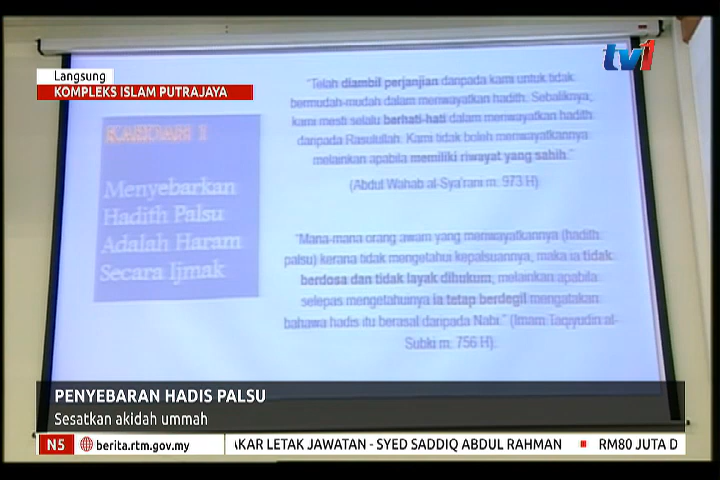 tv1
Langsung
KOMPLEKS ISLAM PUTRAJAYA
KAEDAH 1
Menyebarkan
Hadith Palsu
Adalah Haram
Secara Ijmak
"Telah diambil perjanjian daripada kami untuk tidak
bermudah-mudah dalam meriwayatkan hadith. Sebaliknya,
kami mesti selalu berhati-hati dalam meriwayatkan hadith
daripada Rasulullah. Kami tidak boleh meriwayatkannya
melainkan apabila memiliki riwayat yang sahih."
(Abdul Wahab al-Sya'rani m. 973 H).
"Mana-mana orang awam yang meriwayatkannya (hadith
palsu) kerana tidak mengetahui kepalsuannya, maka ia tidak
berdosa dan tidak layak dihukum, melainkan apabila
selepas mengetahuinya ia tetap berdegil mengatakan
bahawa hadis itu berasal daripada Nabi." (Imam Taqiyudin al-
Subki m. 756 H).
PENYEBARAN HADIS PALSU
Sesatkan akidah ummah
N5 berita.rtm.gov.my AKAR LETAK JAWATAN - SYED SADDIQ ABDUL RAHMAN RM80 JUTA D